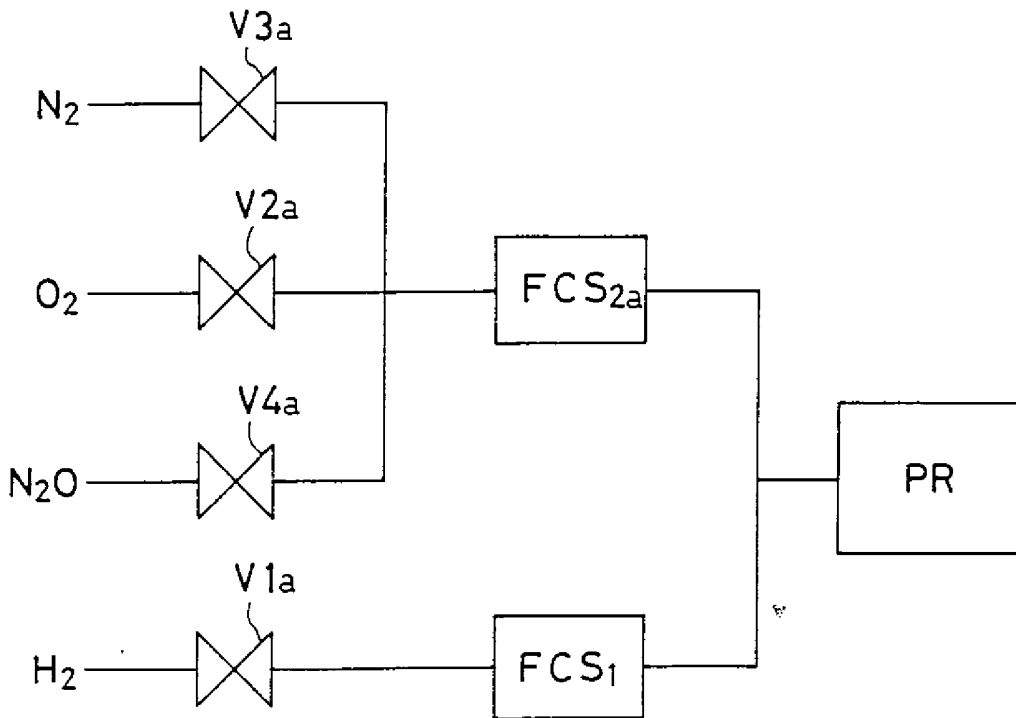 V3a
N₂
V2a
O₂
FCS₂ₐ
V4a
N₂O
PR
V1a
H₂
FCS₁